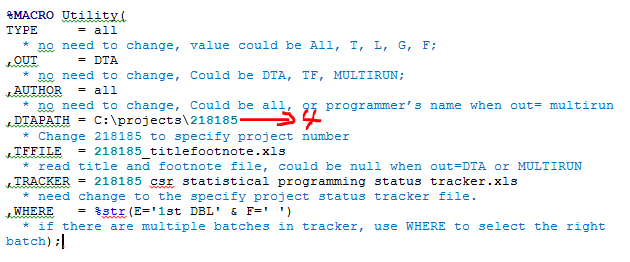 %MACRO Utility(
TYPE = all
* no need to change, value could be All, T, L, G, F;
,OUT = DTA
* no need to change, Could be DTA, TF, MULTIRUN;
,AUTHOR = all
* no need to change, Could be all, or programmer’s name when out= multirun
,DTAPATH = C:\projects\218185 4
* Change 218185 to specify project number
,TFFILE = 218185_titlefootnote.xls
* read title and footnote file, could be null when out=DTA or MULTIRUN
,TRACKER = 218185 csr statistical programming status tracker.xls
* need change to the specify project status tracker file.
,WHERE = %str(E='1st DBL' & F=' ')
* if there are multiple batches in tracker, use WHERE to select the right
batch);